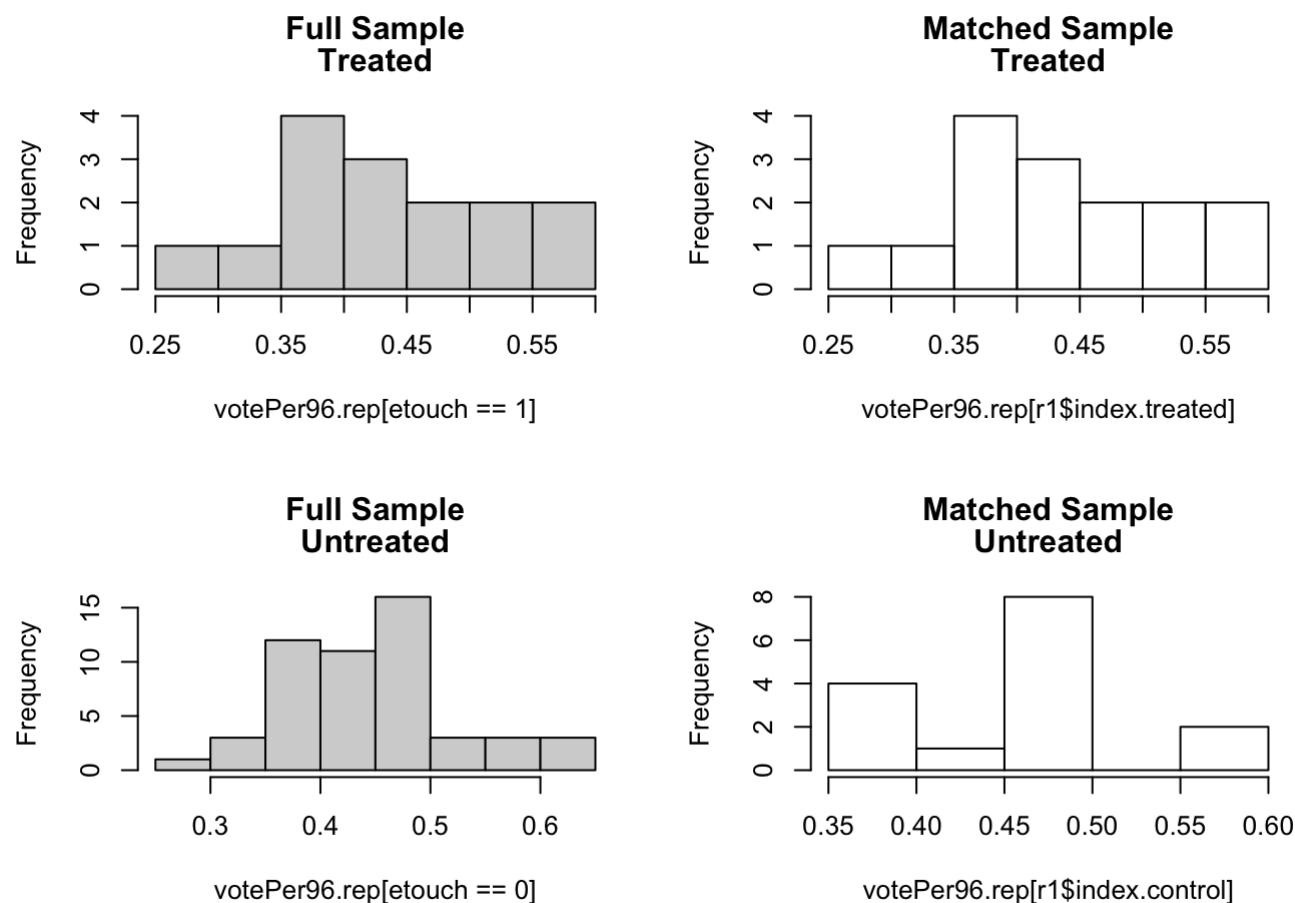 Full Sample
Treated
Frequency
4
3
2
1
0
0.25 0.35 0.45 0.55
votePer96.rep[etouch == 1]
Matched Sample
Treated
Frequency
4
3
2
1
0
0.25 0.35 0.45 0.55
votePer96.rep[r1$index.treated]
Full Sample
Untreated
Frequency
15
10
5
0
0.3 0.4 0.5 0.6
votePer96.rep[etouch == 0]
Matched Sample
Untreated
Frequency
8
6
4
2
0
0.35 0.40 0.45 0.50 0.55 0.60
votePer96.rep[r1$index.control]